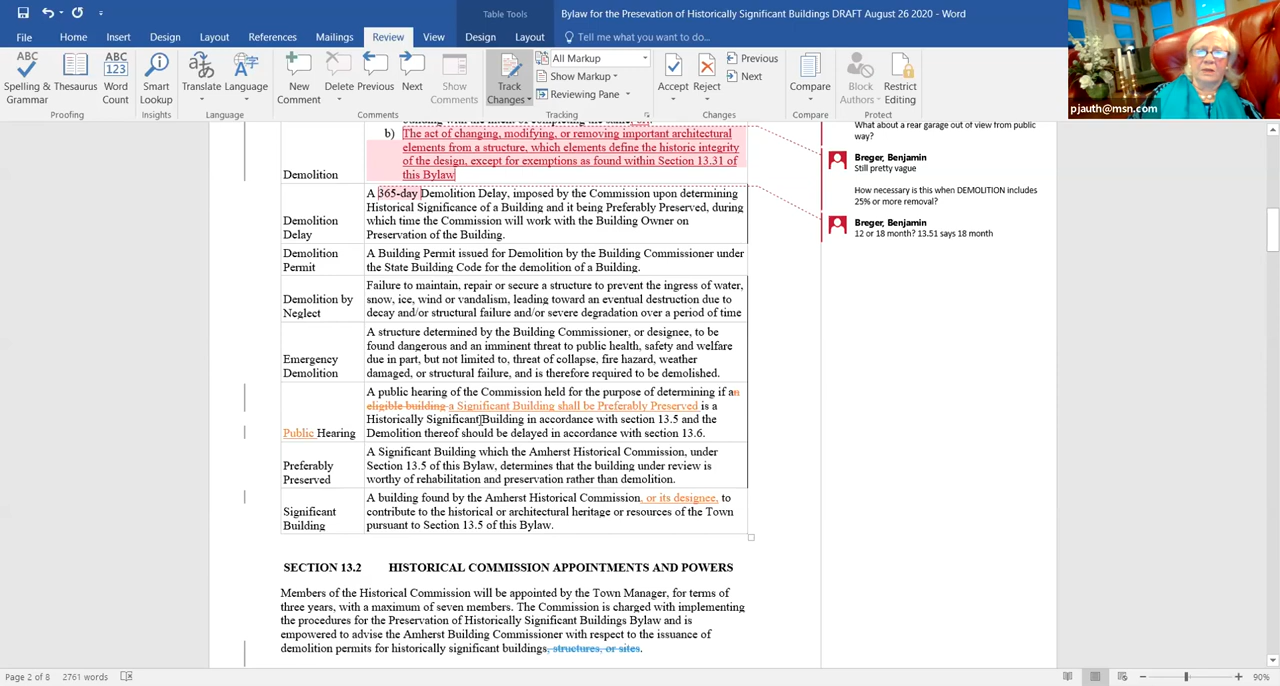 Table Tools
Bylaw for the Presevation of Historically Significant Buildings DRAFT August 26 2020 - Word
File Home Insert Design Layout References Mailings Review View Design Layout Tell me what you want to do...
ABC ABC 123
Spelling & Grammar Thesaurus Word Count Smart Lookup Translate Language New Comment Delete Previous Next Show Comments Track Changes
All Markup
Show Markup
Reviewing Pane
Accept Reject
Previous
Next
Compare Block Authors Restrict Editing
Proofing Insights Language Comments Tracking Changes Compare Protect
pjauth@msn.com
b) The act of changing, modifying, or removing important architectural
elements from a structure, which elements define the historic integrity
of the design, except for exemptions as found within Section 13.31 of
Demolition this Bylaw
Demolition Delay
A 365-day Demolition Delay, imposed by the Commission upon determining
Historical Significance of a Building and it being Preferably Preserved, during
which time the Commission will work with the Building Owner on
Preservation of the Building.
Demolition Permit
A Building Permit issued for Demolition by the Building Commissioner under
the State Building Code for the demolition of a Building.
Demolition by Neglect
Failure to maintain, repair or secure a structure to prevent the ingress of water,
snow, ice, wind or vandalism, leading toward an eventual destruction due to
decay and/or structural failure and/or severe degradation over a period of time
Emergency Demolition
A structure determined by the Building Commissioner, or designee, to be
found dangerous and an imminent threat to public health, safety and welfare
due in part, but not limited to, threat of collapse, fire hazard, weather
damaged, or structural failure, and is therefore required to be demolished.
Public Hearing
A public hearing of the Commission held for the purpose of determining if an
eligible building a Significant Building shall be Preferably Preserved is a
Historically Significant Building in accordance with section 13.5 and the
Demolition thereof should be delayed in accordance with section 13.6.
Preferably Preserved
A Significant Building which the Amherst Historical Commission, under
Section 13.5 of this Bylaw, determines that the building under review is
worthy of rehabilitation and preservation rather than demolition.
Significant Building
A building found by the Amherst Historical Commission, or its designee, to
contribute to the historical or architectural heritage or resources of the Town
pursuant to Section 13.5 of this Bylaw.
SECTION 13.2 HISTORICAL COMMISSION APPOINTMENTS AND POWERS
Members of the Historical Commission will be appointed by the Town Manager, for terms of
three years, with a maximum of seven members. The Commission is charged with implementing
the procedures for the Preservation of Historically Significant Buildings Bylaw and is
empowered to advise the Amherst Building Commissioner with respect to the issuance of
demolition permits for historically significant buildings, structures, or sites.
What about a rear garage out of view from public
way?
Breger, Benjamin
Still pretty vague
How necessary is this when DEMOLITION includes
25% or more removal?
Breger, Benjamin
12 or 18 month? 13.51 says 18 month
Page 2 of 8 2761 words 90%